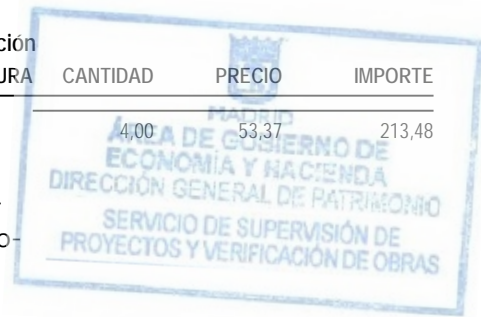 ción
URA CANTIDAD PRECIO IMPORTE
MADRID
4,00 53,37 213,48
ÁREA DE GOBIERNO DE
ECONOMÍA Y HACIENDA
DIRECCIÓN GENERAL DE PATRIMONIO
SERVICIO DE SUPERVISIÓN DE
o-
PROYECTOS Y VERIFICACIÓN DE OBRAS